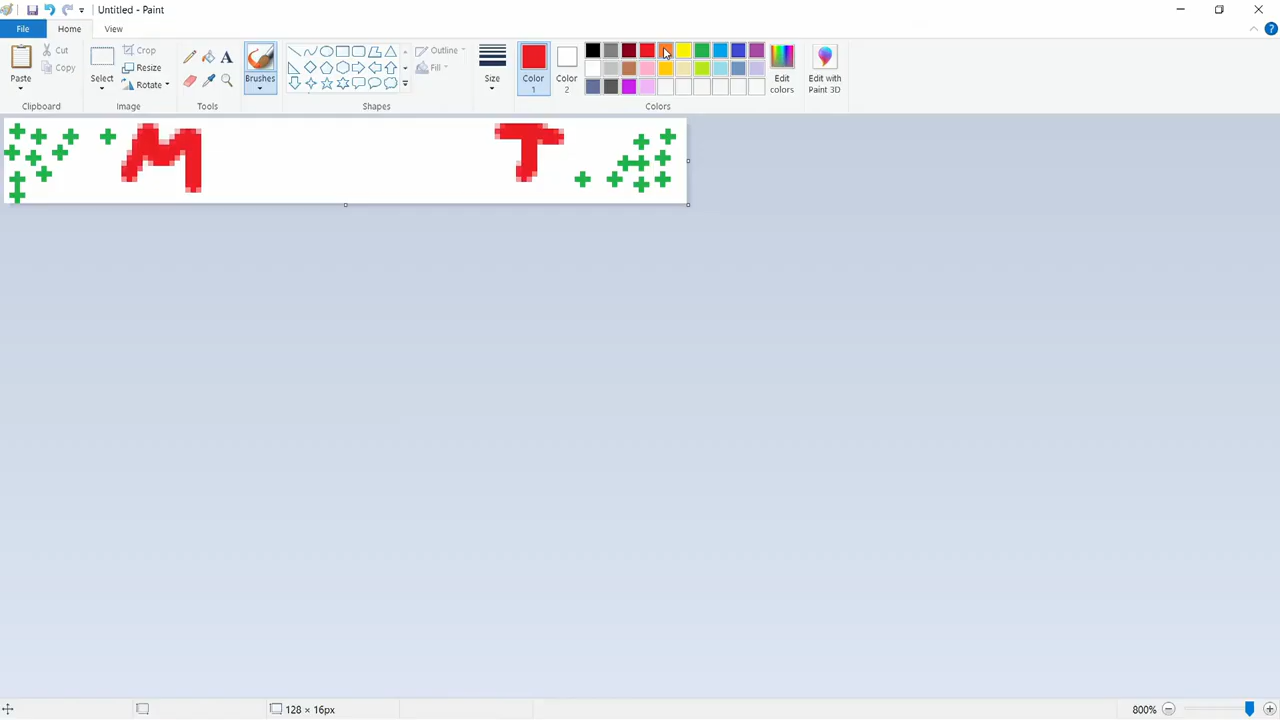 Untitled - Paint
File Home View
Paste
Cut
Copy
Clipboard
Select
Crop
Resize
Rotate
Image
Tools
Brushes
Shapes
Outline
Fill
Size
Color 1
Color 2
Colors
Edit colors
Edit with Paint 3D
M T
128 × 16px
800%